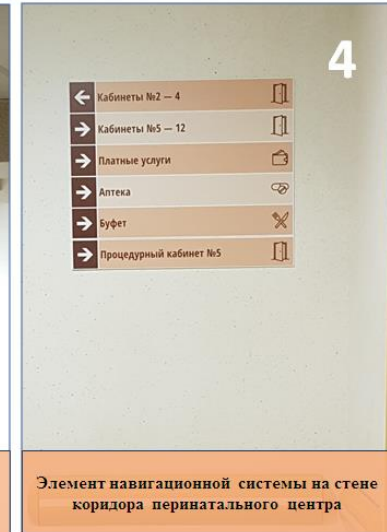 4
← Кабинеты №2 — 4
→ Кабинеты №5 — 12
→ Платные услуги
→ Аптека
→ Буфет
→ Процедурный кабинет №5
Элемент навигационной системы на стене
коридора перинатального центра